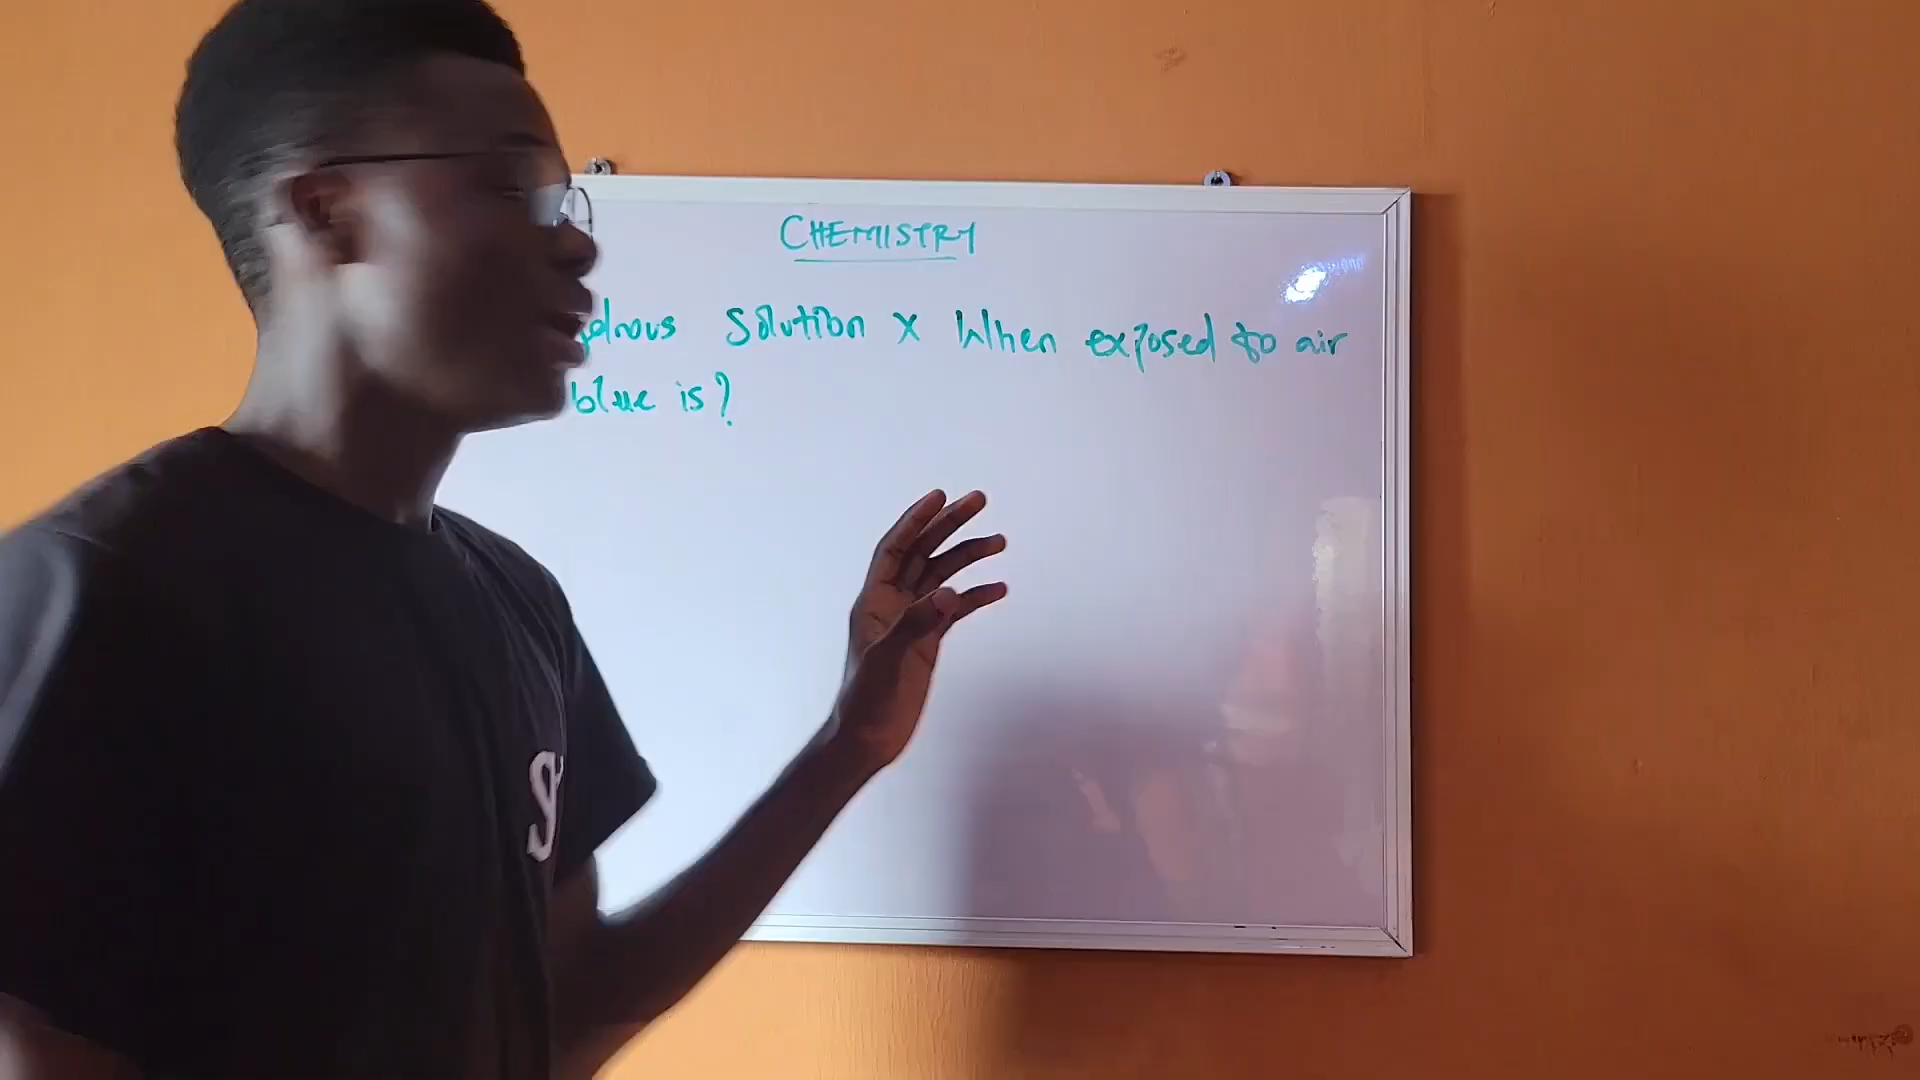 CHEMISTRY
Solution X When exposed to air
blue is?